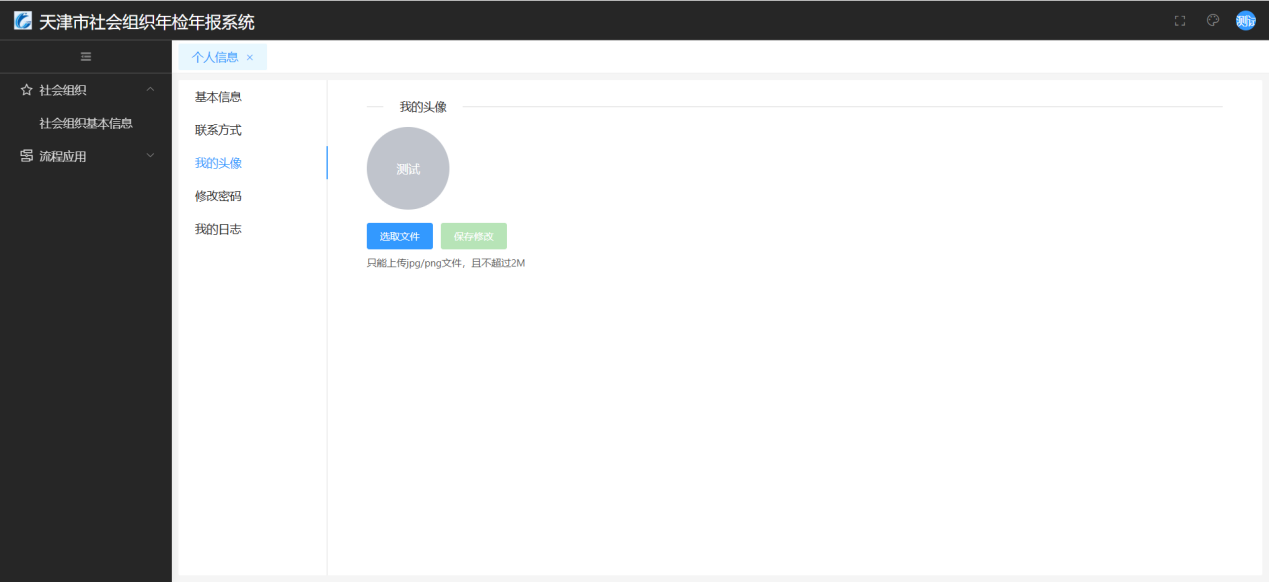 天津市社会组织年检年报系统
测试
个人信息 ×
社会组织
社会组织基本信息
流程应用
基本信息
联系方式
我的头像
修改密码
我的日志
我的头像
测试
选取文件 保存修改
只能上传jpg/png文件，且不超过2M